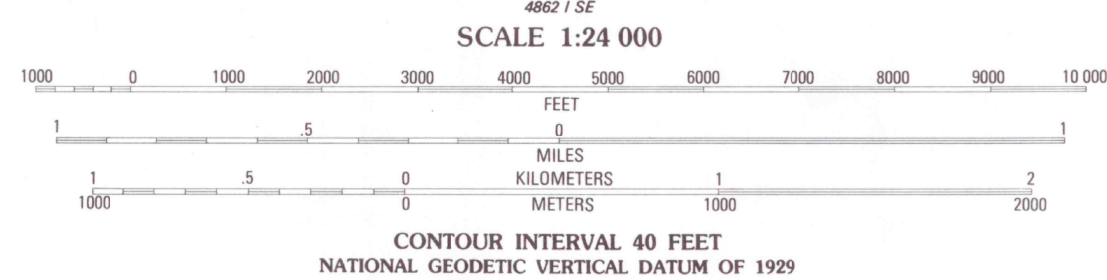 4862 I SE
SCALE 1:24 000
1000 0 1000 2000 3000 4000 5000 6000 7000 8000 9000 10 000
FEET
1 .5 0 1
MILES
1 .5 0 KILOMETERS 1 2
1000 0 METERS 1000 2000
CONTOUR INTERVAL 40 FEET
NATIONAL GEODETIC VERTICAL DATUM OF 1929